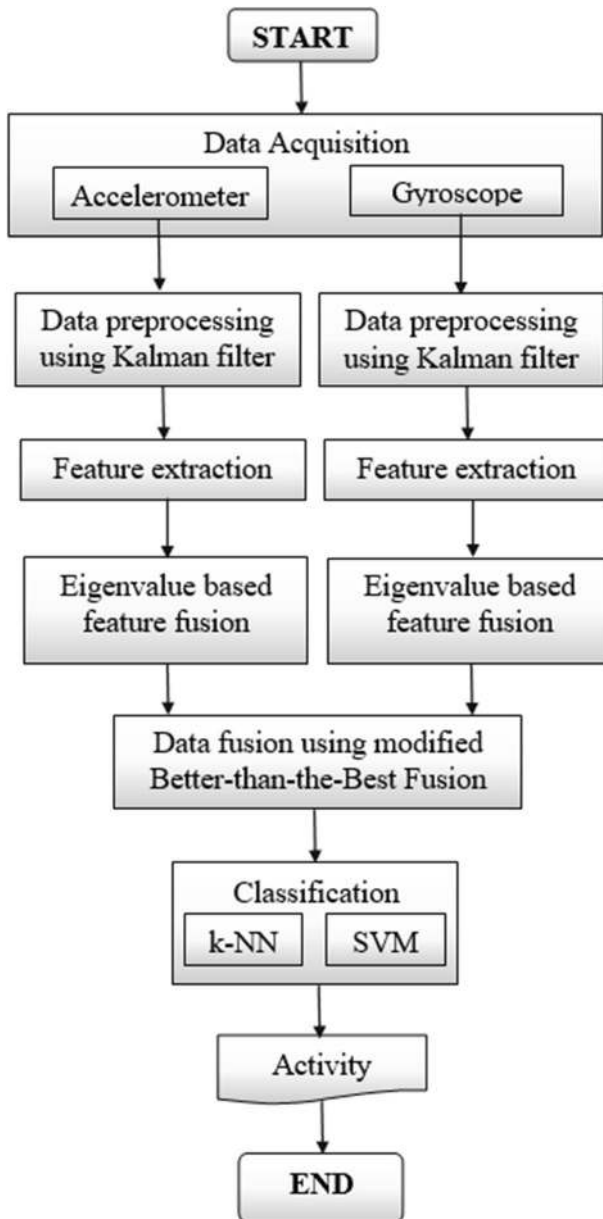 START
Data Acquisition
Accelerometer
Gyroscope
Data preprocessing
using Kalman filter
Data preprocessing
using Kalman filter
Feature extraction
Feature extraction
Eigenvalue based
feature fusion
Eigenvalue based
feature fusion
Data fusion using modified
Better-than-the-Best Fusion
Classification
k-NN
SVM
Activity
END